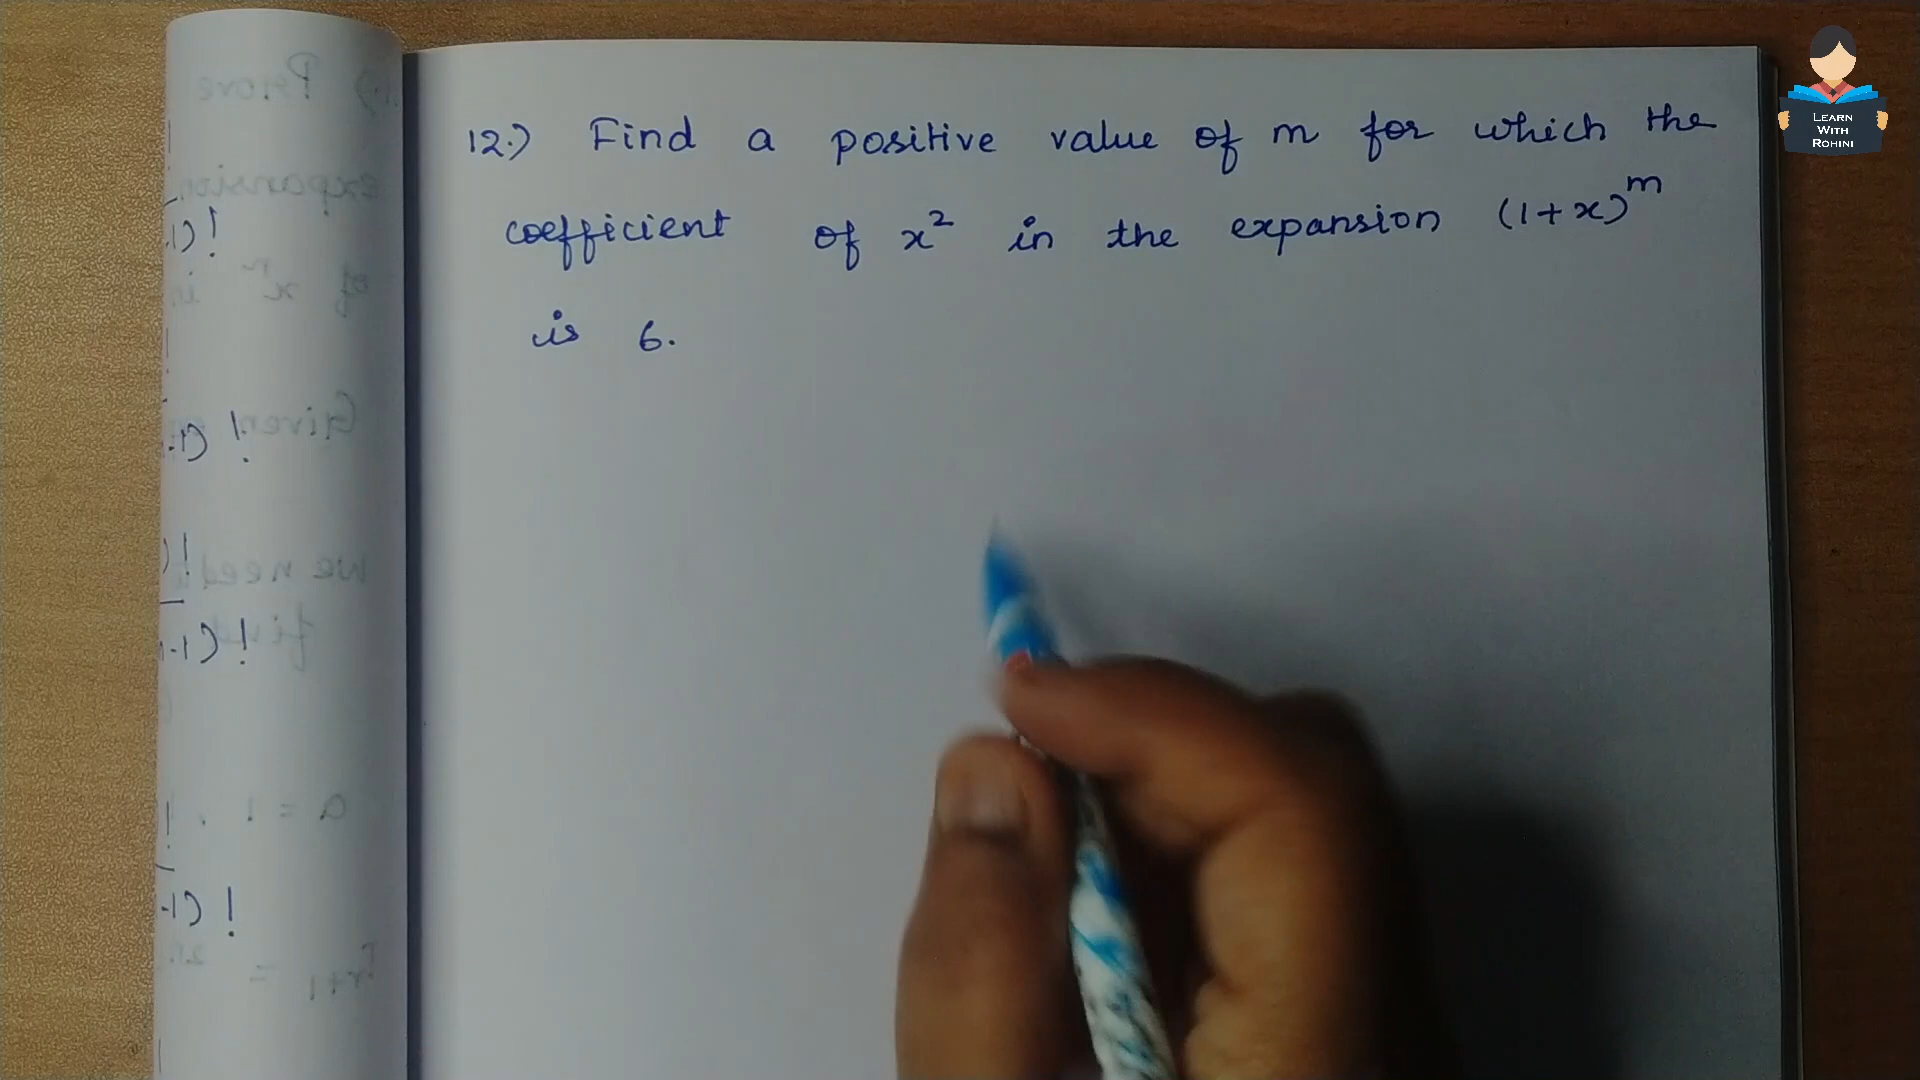 12.) Find a positive value of m for which the
coefficient of x² in the expansion (1+x)^m
is 6.
LEARN
WITH
ROHINI